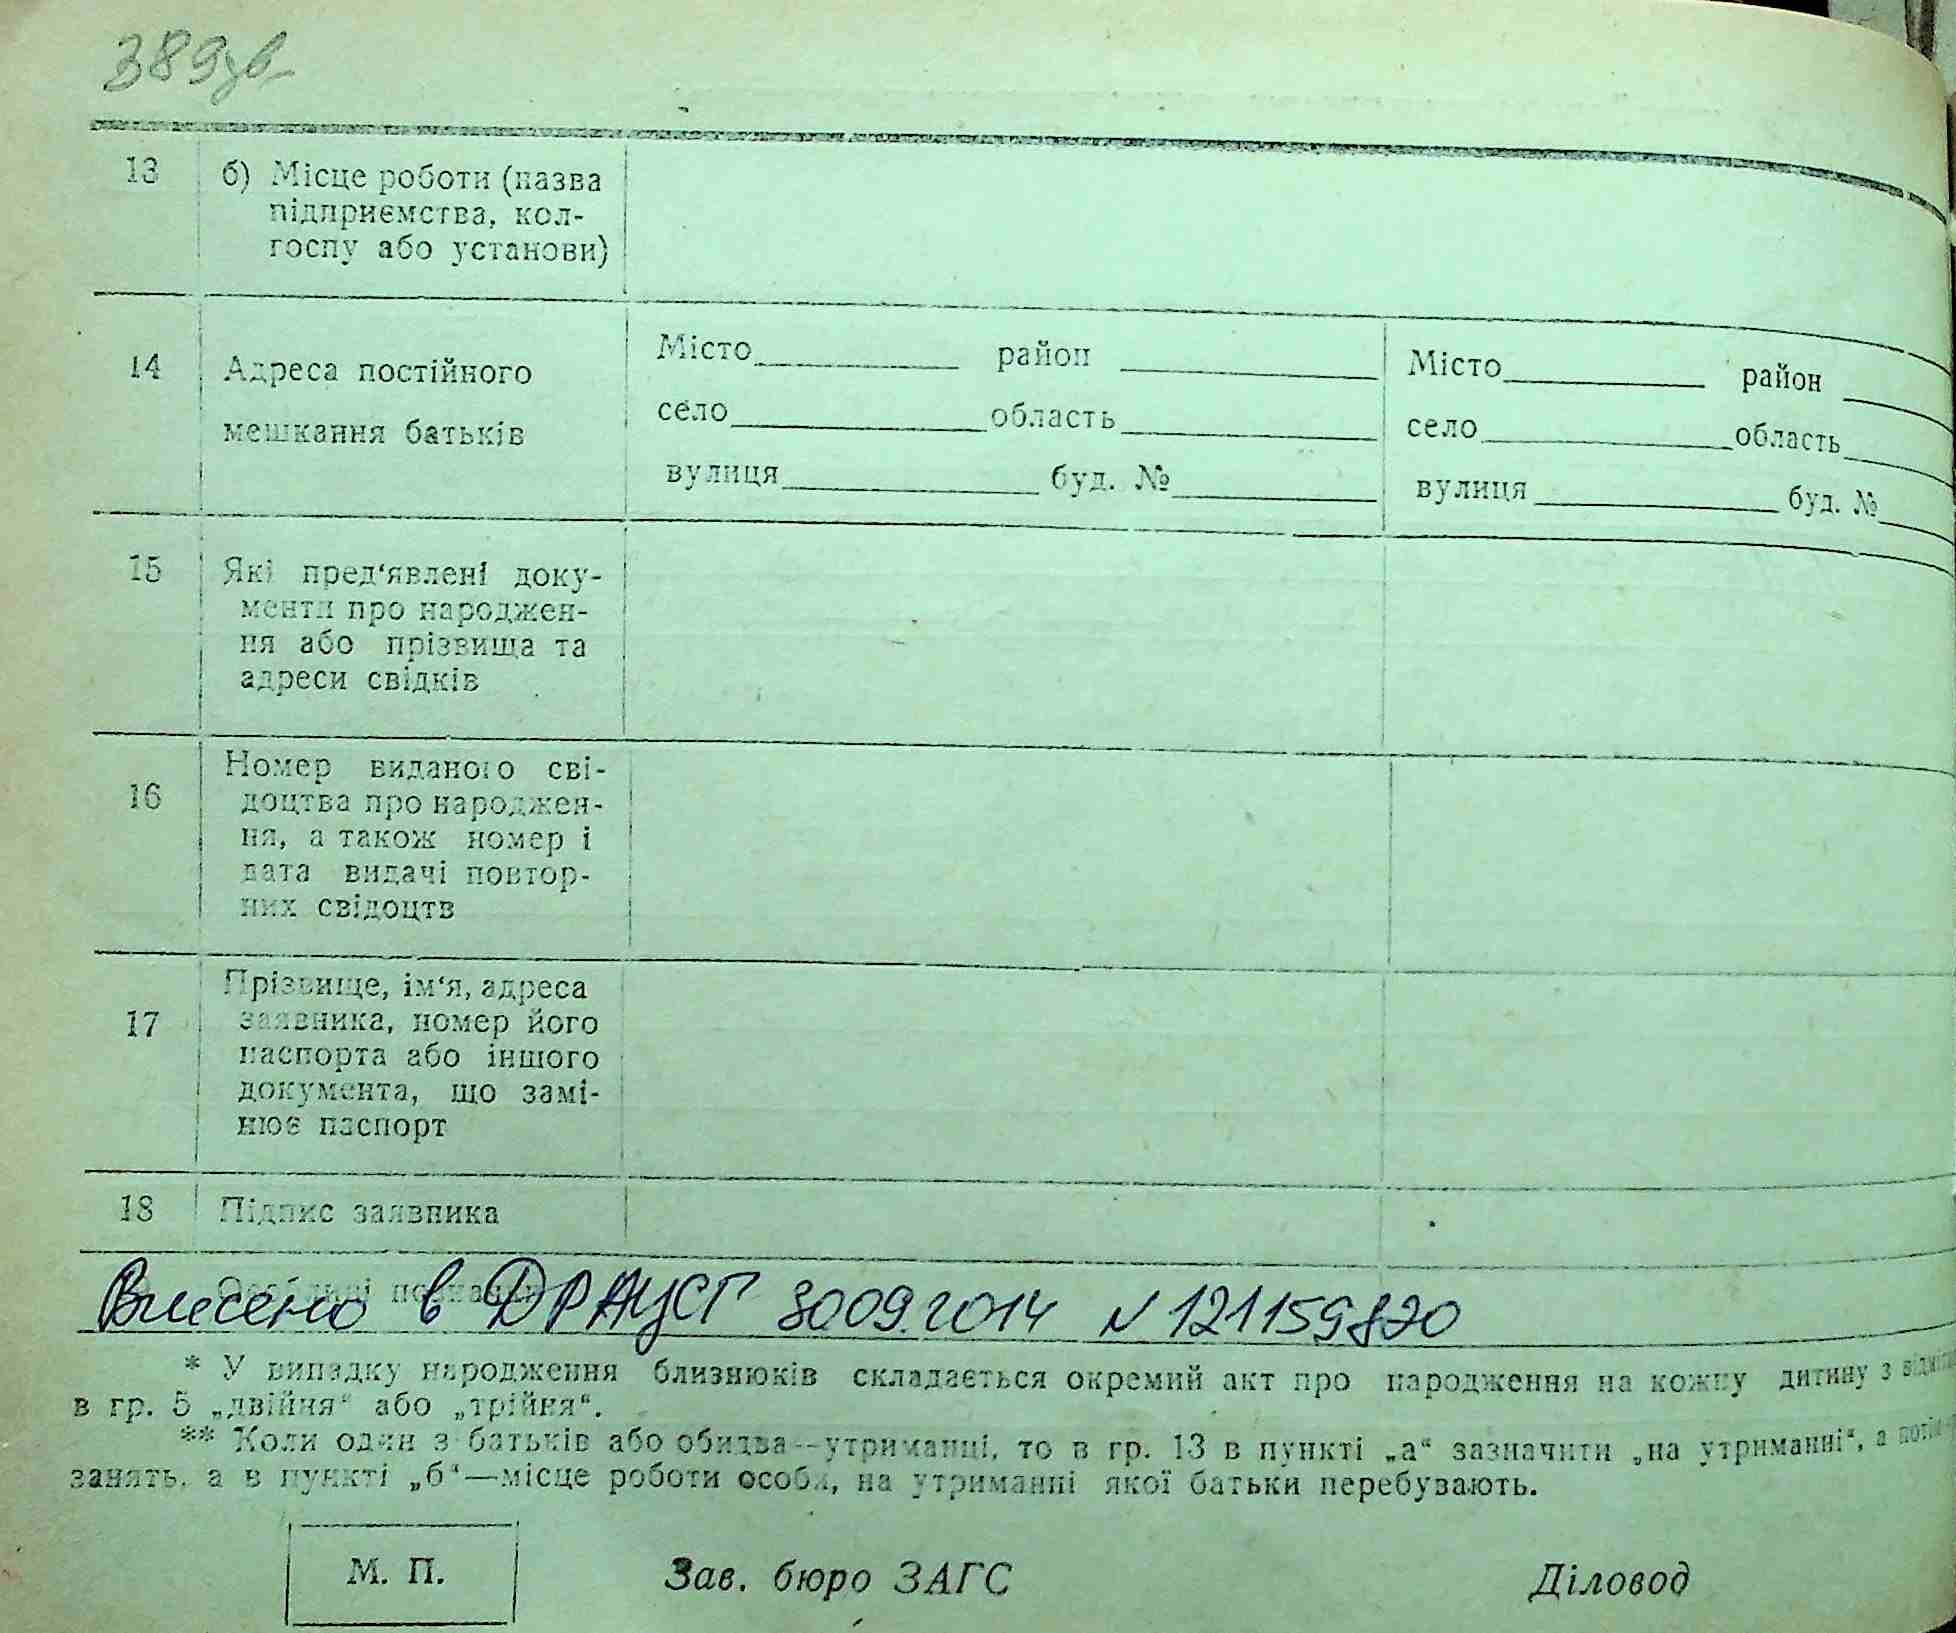 389зв
13 б) Місце роботи (назва
підприємства, кол-
госпу або установи)
14 Адреса постійного
мешкання батьків
Місто район
село область
вулиця буд. №
Місто район
село область
вулиця буд. №
15 Які пред‘явлені доку-
менти про народжен-
ня або прізвища та
адреси свідків
16 Номер виданого сві-
доцтва про народжен-
ня, а також номер і
дата видачі повтор-
них свідоцтв
17 Прізвище, ім‘я, адреса
заявника, номер його
паспорта або іншого
документа, що замі-
нює паспорт
18 Підпис заявника
Особливі
Внесено в ДРАЦСГ 3009.2014 N 121159820
* У випадку народження близнюків складається окремий акт про народження на кожну дитину з
в гр. 5 „двійня“ або „трійня“.
** Коли один з батьків або обидва—утриманці, то в гр. 13 в пункті „а“ зазначити „на утриманні“, а
занять, а в пункті „б“—місце роботи особи, на утриманні якої батьки перебувають.
М. П. Зав. бюро ЗАГС Діловод